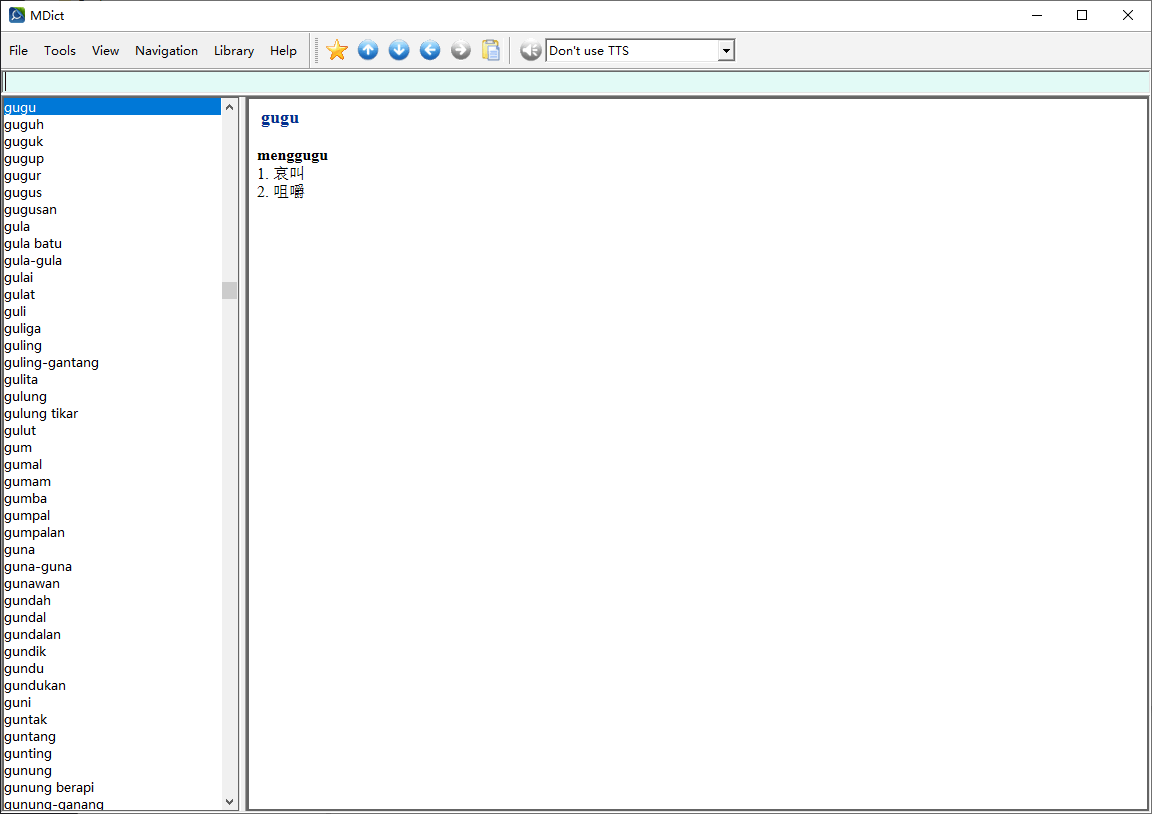 MDict
File Tools View Navigation Library Help Don't use TTS
gugu
guguh
guguk
gugup
gugur
gugus
gugusan
gula
gula batu
gula-gula
gulai
gulat
guli
guliga
guling
guling-gantang
gulita
gulung
gulung tikar
gulut
gum
gumal
gumam
gumba
gumpal
gumpalan
guna
guna-guna
gunawan
gundah
gundal
gundalan
gundik
gundu
gundukan
guni
guntak
guntang
gunting
gunung
gunung berapi
gunung-ganang
gugu
menggugu
1. 哀叫
2. 咀嚼